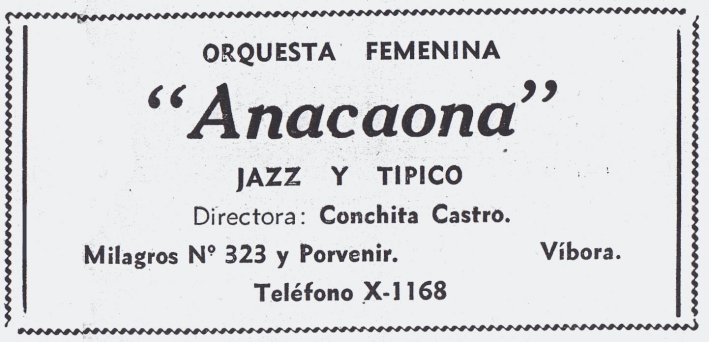 ORQUESTA FEMENINA
“Anacaona”
JAZZ Y TIPICO
Directora: Conchita Castro.
Milagros Nº 323 y Porvenir. Víbora.
Teléfono X-1168